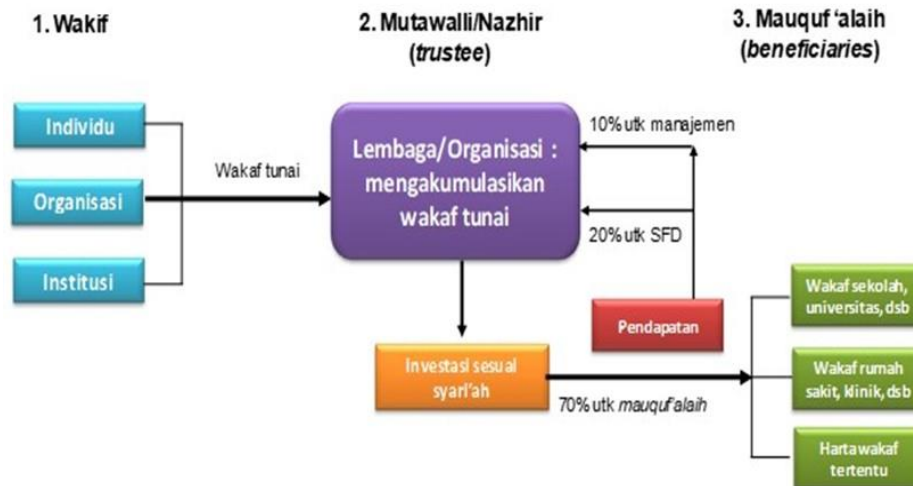 1. Wakif
2. Mutawalli/Nazhir
(trustee)
3. Mauquf ‘alaih
(beneficiaries)
Individu
Organisasi
Institusi
Wakaf tunai
Lembaga/Organisasi :
mengakumulasikan
wakaf tunai
10% utk manajemen
20% utk SFD
Pendapatan
Investasi sesuai
syari'ah
70% utk mauquf'alaih
Wakaf sekolah,
universitas, dsb
Wakaf rumah
sakit, klinik, dsb
Harta wakaf
tertentu